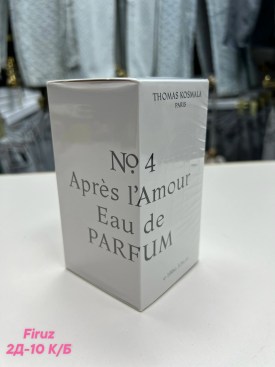 THOMAS KOSMALA
PARIS
No 4
Après l'Amour
Eau de
PARFUM
Firuz
2Д-10 К/Б